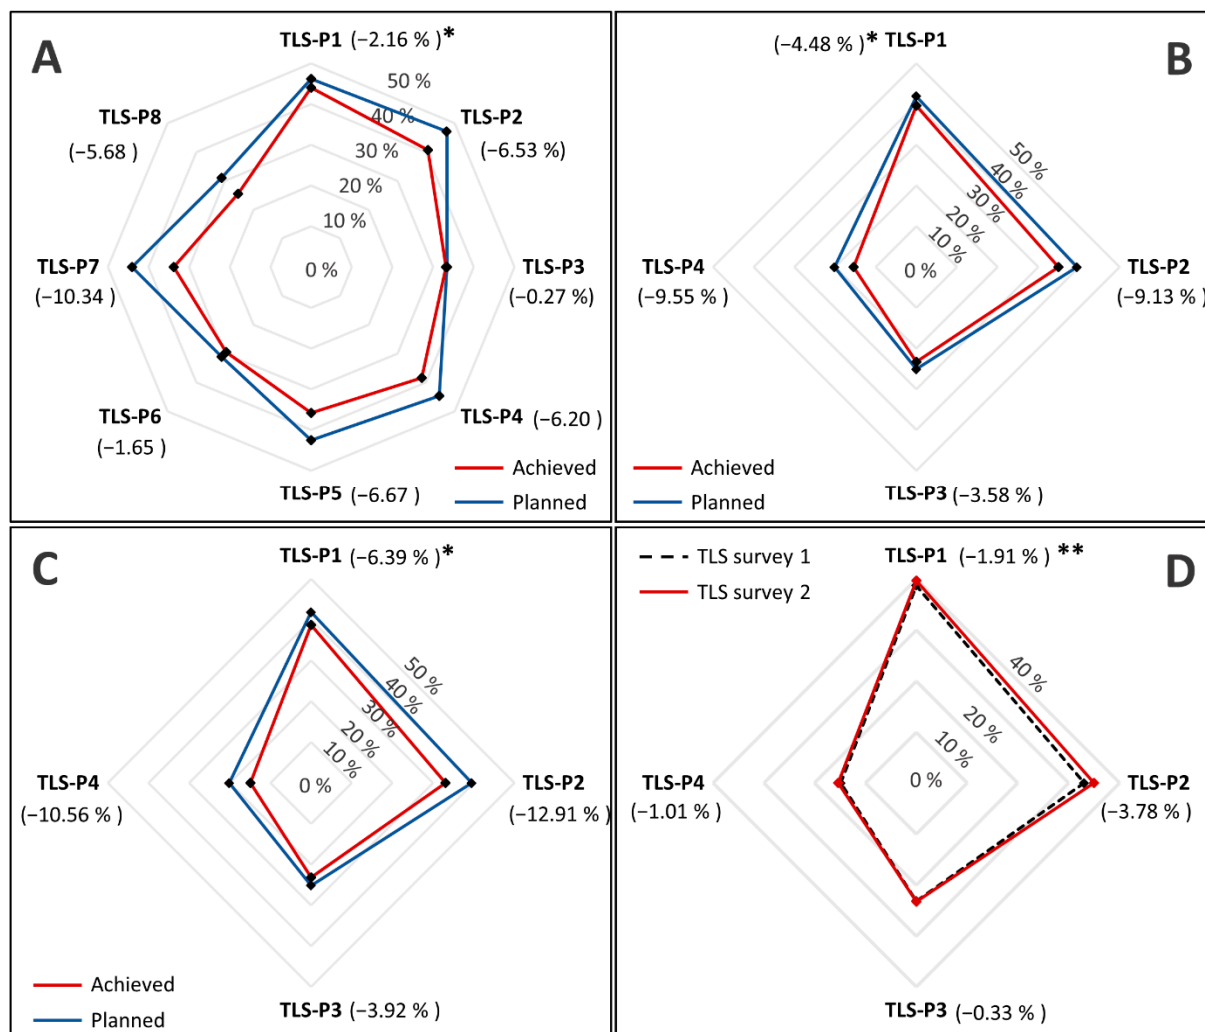 A
TLS-P1 (−2.16 % )*
50 %
40 %
30 %
20 %
10 %
0 %
TLS-P2
(−6.53 %)
TLS-P3
(−0.27 %)
TLS-P4 (−6.20 )
TLS-P5 (−6.67 )
TLS-P6
(−1.65 )
TLS-P7
(−10.34 )
TLS-P8
(−5.68 )
Achieved
Planned
B
(−4.48 % )* TLS-P1
50 %
40 %
30 %
20 %
10 %
0 %
TLS-P2
(−9.13 % )
TLS-P3 (−3.58 % )
TLS-P4
(−9.55 % )
Achieved
Planned
C
TLS-P1 (−6.39 % )*
50 %
40 %
30 %
20 %
10 %
0 %
TLS-P2
(−12.91 % )
TLS-P3 (−3.92 % )
TLS-P4
(−10.56 % )
Achieved
Planned
D
TLS survey 1
TLS survey 2
TLS-P1 (−1.91 % ) **
40 %
20 %
10 %
0 %
TLS-P2
(−3.78 % )
TLS-P3 (−0.33 % )
TLS-P4
(−1.01 % )